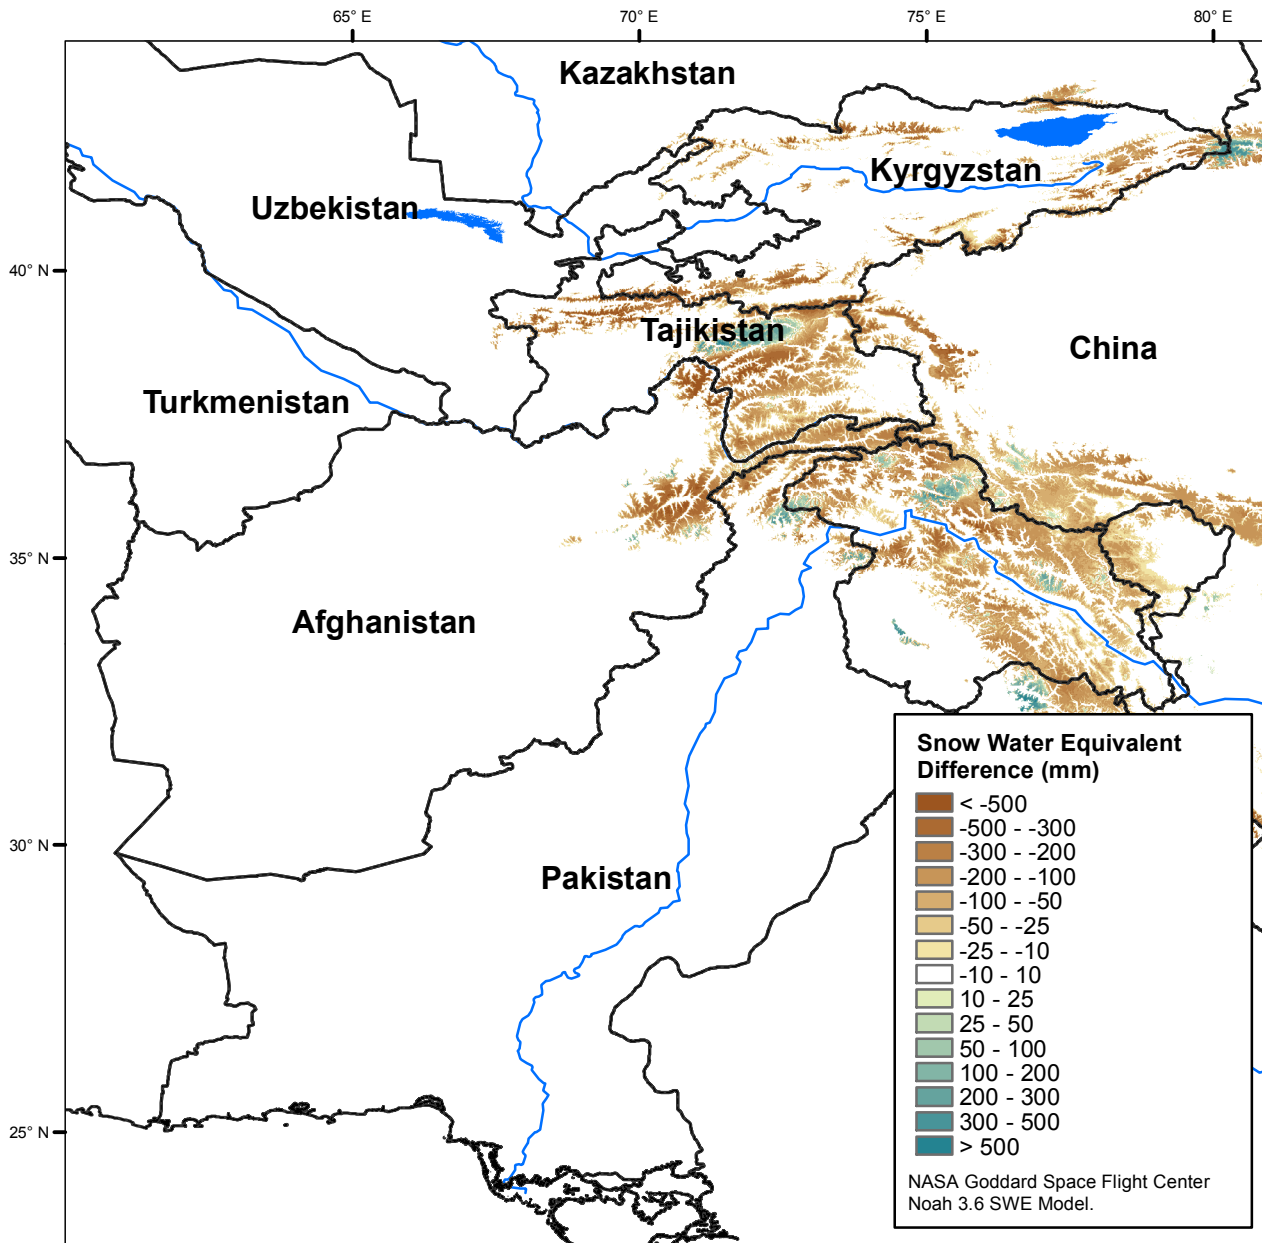 65° E
70° E
75° E
80° E
Kazakhstan
Kyrgyzstan
Uzbekistan
40° N
Tajikistan
China
Turkmenistan
35° N
Afghanistan
Snow Water Equivalent
Difference (mm)
< -500
-500 - -300
-300 - -200
-200 - -100
-100 - -50
-50 - -25
-25 - -10
-10 - 10
10 - 25
25 - 50
50 - 100
100 - 200
200 - 300
300 - 500
> 500
NASA Goddard Space Flight Center
Noah 3.6 SWE Model.
30° N
Pakistan
25° N